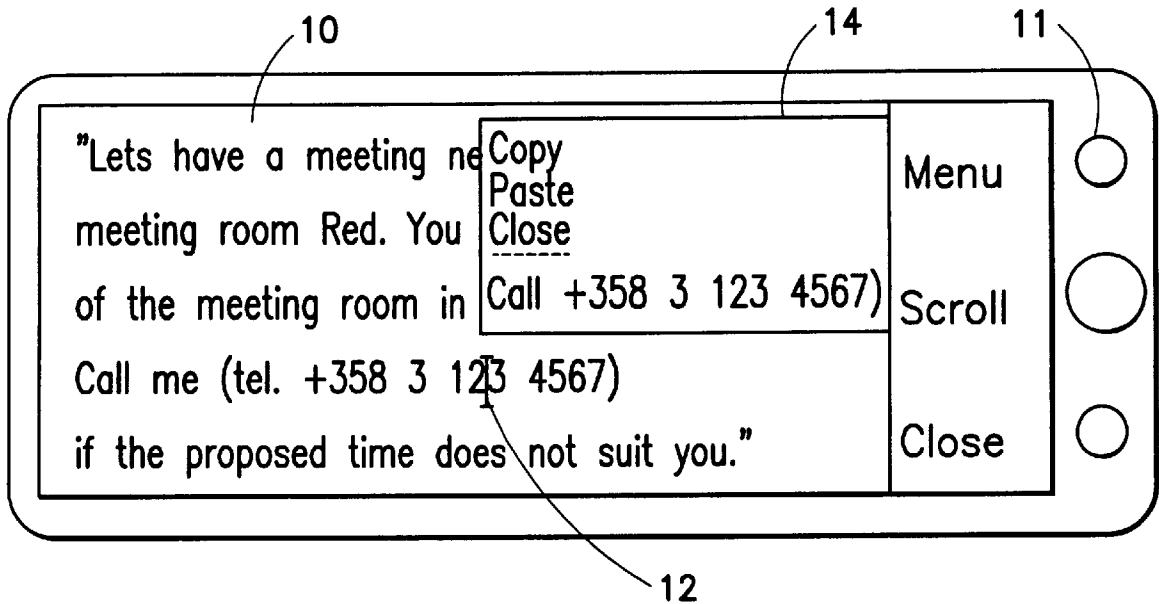 10
14
11
"Lets have a meeting ne
meeting room Red. You
of the meeting room in
Call me (tel. +358 3 123 4567)
if the proposed time does not suit you."
Copy
Paste
Close
Call +358 3 123 4567)
Menu
Scroll
Close
12